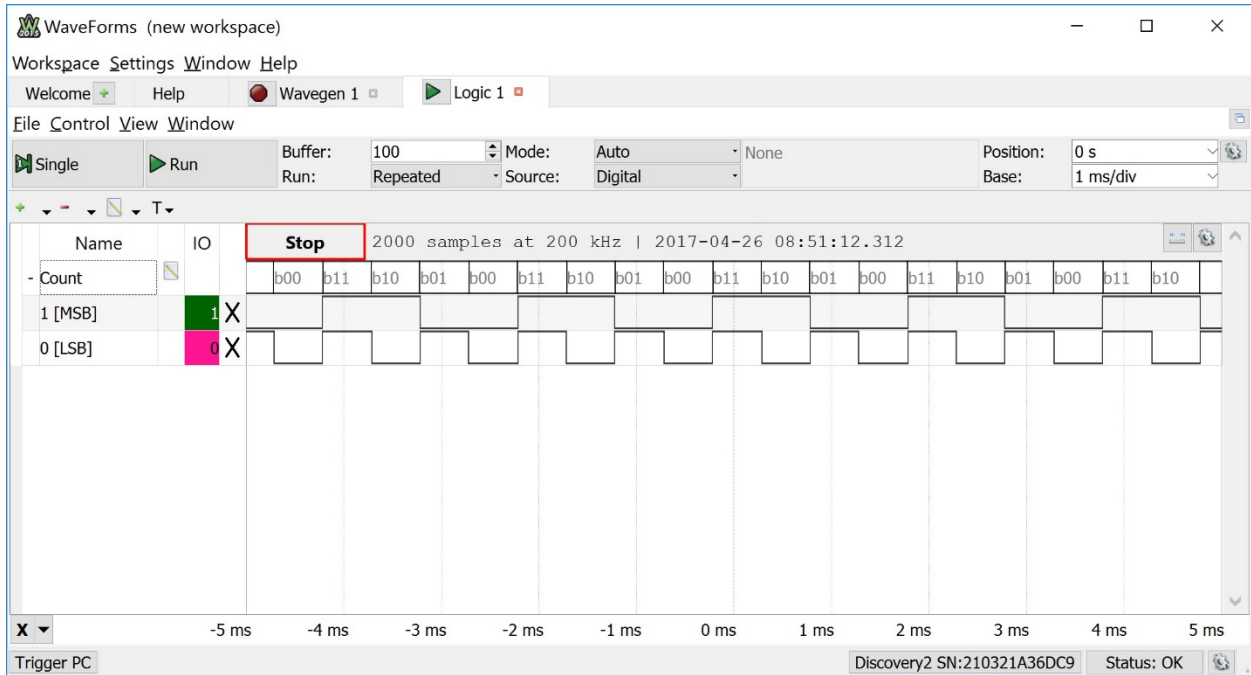 WaveForms (new workspace)
Workspace Settings Window Help
Welcome Help Wavegen 1 Logic 1
File Control View Window
Single Run Buffer: 100 Mode: Auto None Position: 0 s
Run: Repeated Source: Digital Base: 1 ms/div
T
Name IO Stop 2000 samples at 200 kHz | 2017-04-26 08:51:12.312
- Count b00 b11 b10 b01 b00 b11 b10 b01 b00 b11 b10 b01 b00 b11 b10 b01 b00 b11 b10
1 [MSB] 1 X
0 [LSB] 0 X
X -5 ms -4 ms -3 ms -2 ms -1 ms 0 ms 1 ms 2 ms 3 ms 4 ms 5 ms
Trigger PC Discovery2 SN:210321A36DC9 Status: OK